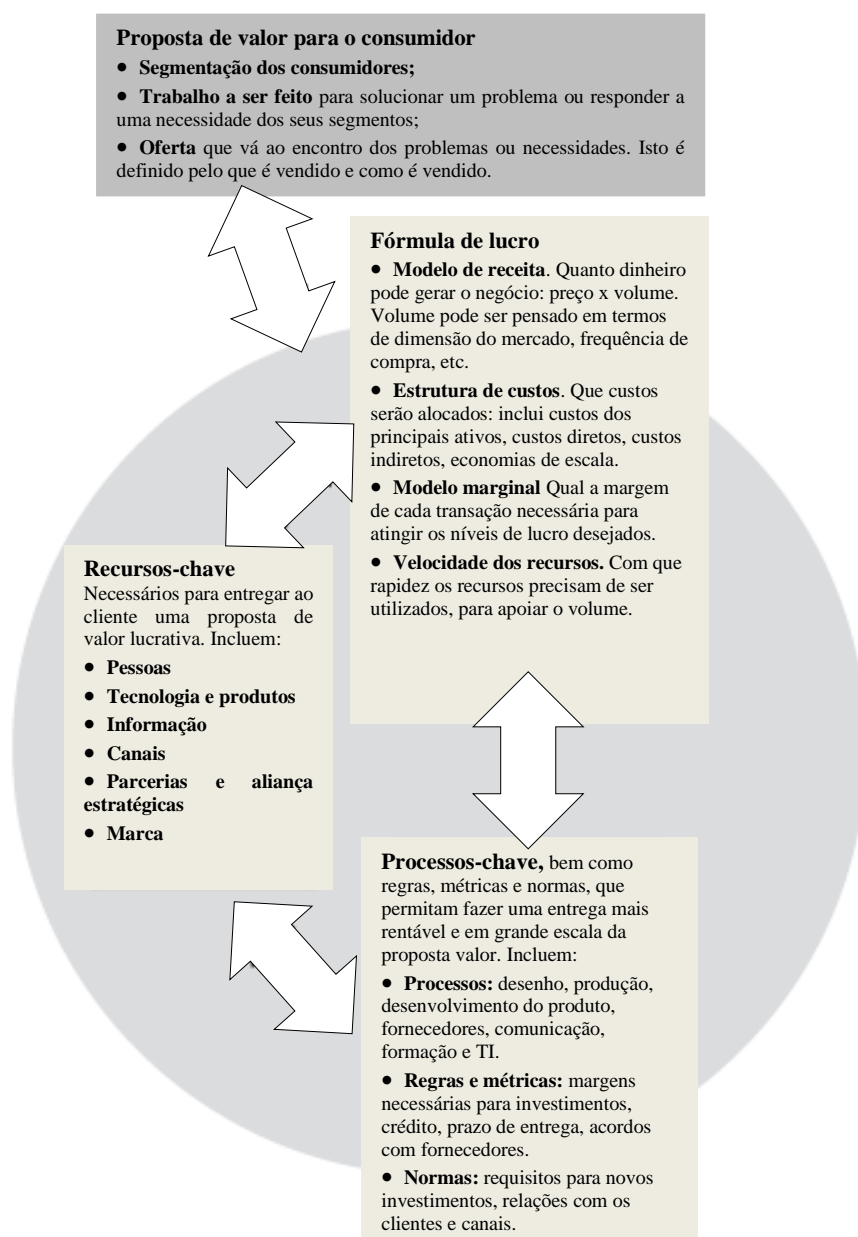 Proposta de valor para o consumidor
• Segmentação dos consumidores;
• Trabalho a ser feito para solucionar um problema ou responder a
uma necessidade dos seus segmentos;
• Oferta que vá ao encontro dos problemas ou necessidades. Isto é
definido pelo que é vendido e como é vendido.
Fórmula de lucro
• Modelo de receita. Quanto dinheiro
pode gerar o negócio: preço x volume.
Volume pode ser pensado em termos
de dimensão do mercado, frequência de
compra, etc.
• Estrutura de custos. Que custos
serão alocados: inclui custos dos
principais ativos, custos diretos, custos
indiretos, economias de escala.
• Modelo marginal Qual a margem
de cada transação necessária para
atingir os níveis de lucro desejados.
• Velocidade dos recursos. Com que
rapidez os recursos precisam de ser
utilizados, para apoiar o volume.
Recursos-chave
Necessários para entregar ao
cliente uma proposta de
valor lucrativa. Incluem:
• Pessoas
• Tecnologia e produtos
• Informação
• Canais
• Parcerias e aliança
estratégicas
• Marca
Processos-chave, bem como
regras, métricas e normas, que
permitam fazer uma entrega mais
rentável e em grande escala da
proposta valor. Incluem:
• Processos: desenho, produção,
desenvolvimento do produto,
fornecedores, comunicação,
formação e TI.
• Regras e métricas: margens
necessárias para investimentos,
crédito, prazo de entrega, acordos
com fornecedores.
• Normas: requisitos para novos
investimentos, relações com os
clientes e canais.